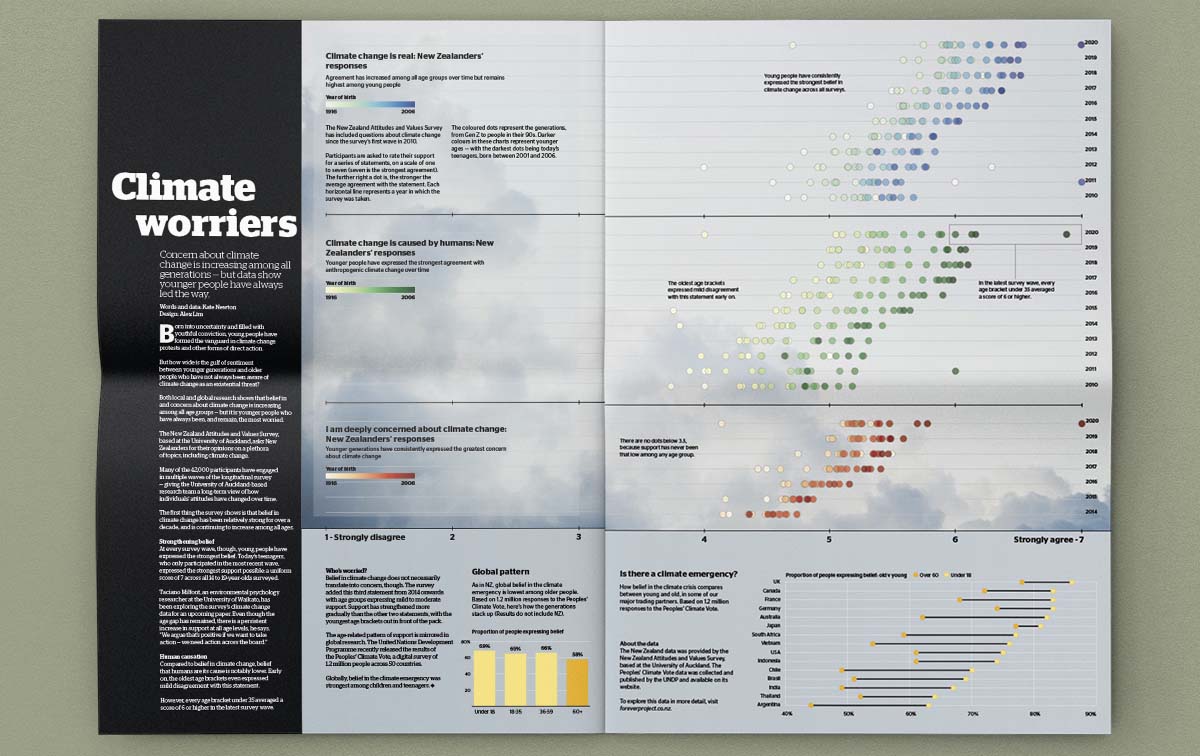 Climate
worriers
Concern about climate
change is increasing among all
generations – but data show
younger people have always
led the way.
Words and data: Kate Newton
Design: Alex Lim
Born into uncertainty and filled with
youthful conviction, young people have
formed the vanguard in climate change
protests and other forms of direct action.
But how wide is the gulf of sentiment
between younger generations and older
people who have not always been aware of
climate change as an existential threat?
Both local and global research shows that belief in
and concern about climate change is increasing
among all age groups – but it is younger people who
have always been, and remain, the most worried.
The New Zealand Attitudes and Values Survey,
based at the University of Auckland, asks New
Zealanders for their opinions on a plethora
of topics, including climate change.
Many of the 42,000 participants have engaged
in multiple waves of the longitudinal survey
– giving the University of Auckland-based
research team a long-term view of how
individuals' attitudes have changed over time.
The first thing the survey shows is that belief in
climate change has been relatively strong for over a
decade, and is continuing to increase among all ages.
Strengthening belief
At every survey wave, though, young people have
expressed the strongest belief. Today's teenagers,
who only participated in the most recent wave,
expressed the strongest support possible: a uniform
score of 7 across all 14 to 19-year-olds surveyed.
Taciano Milfont, an environmental psychology
researcher at the University of Waikato, has
been exploring the survey's climate change
data for an upcoming paper. Even though the
age gap has remained, there is a persistent
increase in support at all age levels, he says.
"We argue that's positive if we want to take
action – we need action across the board."
Human causation
Compared to belief in climate change, belief
that humans are its cause is notably lower. Early
on, the oldest age brackets even expressed
mild disagreement with this statement.
However, every age bracket under 35 averaged a
score of 6 or higher in the latest survey wave.
Climate change is real: New Zealanders'
responses
Agreement has increased among all age groups over time but remains
highest among young people
Year of birth
1916 2006
The New Zealand Attitudes and Values Survey
has included questions about climate change
since the survey's first wave in 2010.
Participants are asked to rate their support
for a series of statements, on a scale of one
to seven (seven is the strongest agreement).
The further right a dot is, the stronger the
average agreement with the statement. Each
horizontal line represents a year in which the
survey was taken.
The coloured dots represent the generations,
from Gen Z to people in their 90s. Darker
colours in these charts represent younger
ages – with the darkest dots being today's
teenagers, born between 2001 and 2006.
Young people have consistently
expressed the strongest belief in
climate change across all surveys.
2020
2019
2018
2017
2016
2015
2014
2013
2012
2011
2010
Climate change is caused by humans: New
Zealanders' responses
Younger people have expressed the strongest agreement with
anthropogenic climate change over time
Year of birth
1916 2006
The oldest age brackets
expressed mild disagreement
with this statement early on.
In the latest survey wave, every
age bracket under 35 averaged
a score of 6 or higher.
2020
2019
2018
2017
2016
2015
2014
2013
2012
2011
2010
I am deeply concerned about climate change:
New Zealanders' responses
Younger generations have consistently expressed the greatest concern
about climate change
Year of birth
1916 2006
There are no dots below 3.5,
because support has never been
that low among any age group.
2020
2019
2018
2017
2016
2015
2014
1 - Strongly disagree 2 3 4 5 6 Strongly agree - 7
Who's worried?
Belief in climate change does not necessarily
translate into concern, though. The survey
added this third statement from 2014 onwards
with age groups expressing mild to moderate
support. Support has strengthened more
gradually than the other two statements, with the
youngest age brackets out in front of the pack.
The age-related pattern of support is mirrored in
global research. The United Nations Development
Programme recently released the results of
the Peoples' Climate Vote, a digital survey of
1.2 million people across 50 countries.
Globally, belief in the climate emergency was
strongest among children and teenagers.
Global pattern
As in NZ, global belief in the climate
emergency is lowest among older people.
Based on 1.2 million responses to the Peoples'
Climate Vote, here's how the generations
stack up (Results do not include NZ).
Proportion of people expressing belief
80%
60
40
20
69% 65% 66% 58%
Under 18 18-35 36-59 60+
Is there a climate emergency?
How belief in the climate crisis compares
between young and old, in some of our
major trading partners. Based on 1.2 million
responses to the Peoples' Climate Vote.
About the data
The New Zealand data was provided by the
New Zealand Attitudes and Values Survey,
based at the University of Auckland. The
Peoples' Climate Vote data was collected and
published by the UNDP and available on its
website.
To explore this data in more detail, visit
foreverproject.co.nz.
Proportion of people expressing belief: old v young Over 60 Under 18
UK
Canada
France
Germany
Australia
Japan
South Africa
Vietnam
USA
Indonesia
Chile
Brasil
India
Thailand
Argentina
40% 50% 60% 70% 80% 90%